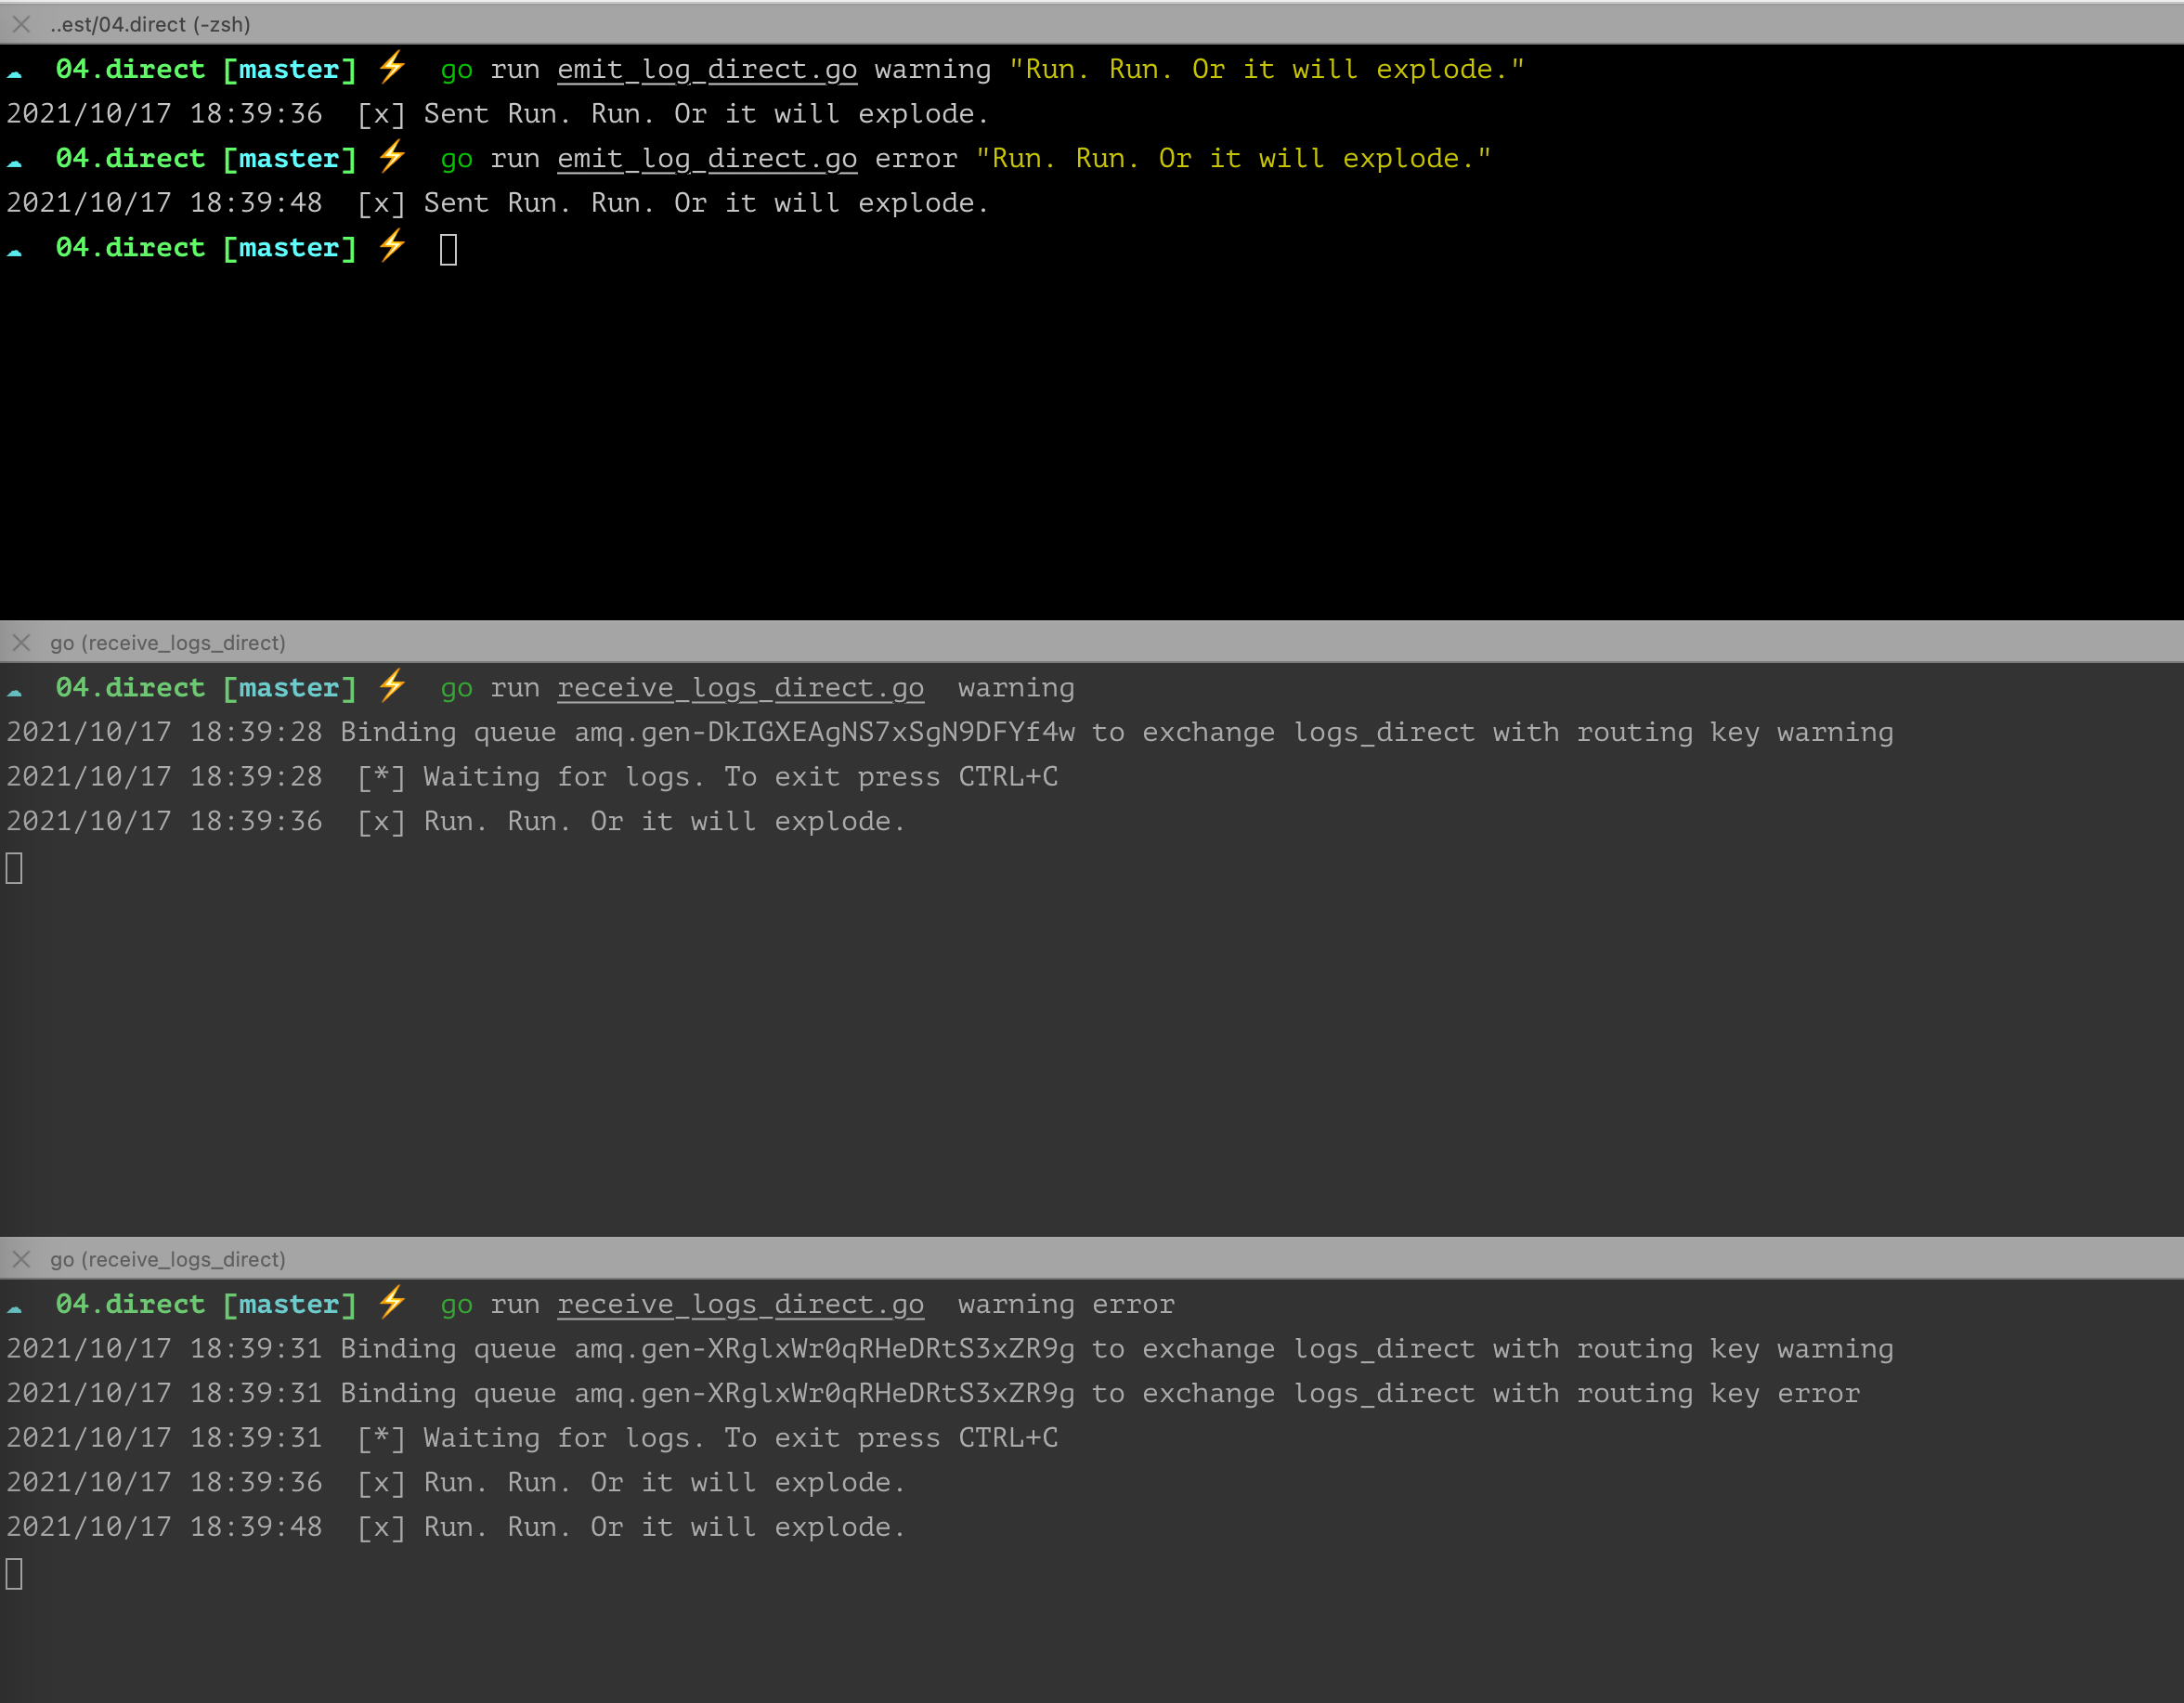 ..est/04.direct (-zsh)
04.direct [master] ⚡ go run emit_log_direct.go warning "Run. Run. Or it will explode."
2021/10/17 18:39:36  [x] Sent Run. Run. Or it will explode.
04.direct [master] ⚡ go run emit_log_direct.go error "Run. Run. Or it will explode."
2021/10/17 18:39:48  [x] Sent Run. Run. Or it will explode.
04.direct [master] ⚡
go (receive_logs_direct)
04.direct [master] ⚡ go run receive_logs_direct.go  warning
2021/10/17 18:39:28 Binding queue amq.gen-DkIGXEAgNS7xSgN9DFYf4w to exchange logs_direct with routing key warning
2021/10/17 18:39:28  [*] Waiting for logs. To exit press CTRL+C
2021/10/17 18:39:36  [x] Run. Run. Or it will explode.
go (receive_logs_direct)
04.direct [master] ⚡ go run receive_logs_direct.go  warning error
2021/10/17 18:39:31 Binding queue amq.gen-XRglxWr0qRHeDRtS3xZR9g to exchange logs_direct with routing key warning
2021/10/17 18:39:31 Binding queue amq.gen-XRglxWr0qRHeDRtS3xZR9g to exchange logs_direct with routing key error
2021/10/17 18:39:31  [*] Waiting for logs. To exit press CTRL+C
2021/10/17 18:39:36  [x] Run. Run. Or it will explode.
2021/10/17 18:39:48  [x] Run. Run. Or it will explode.